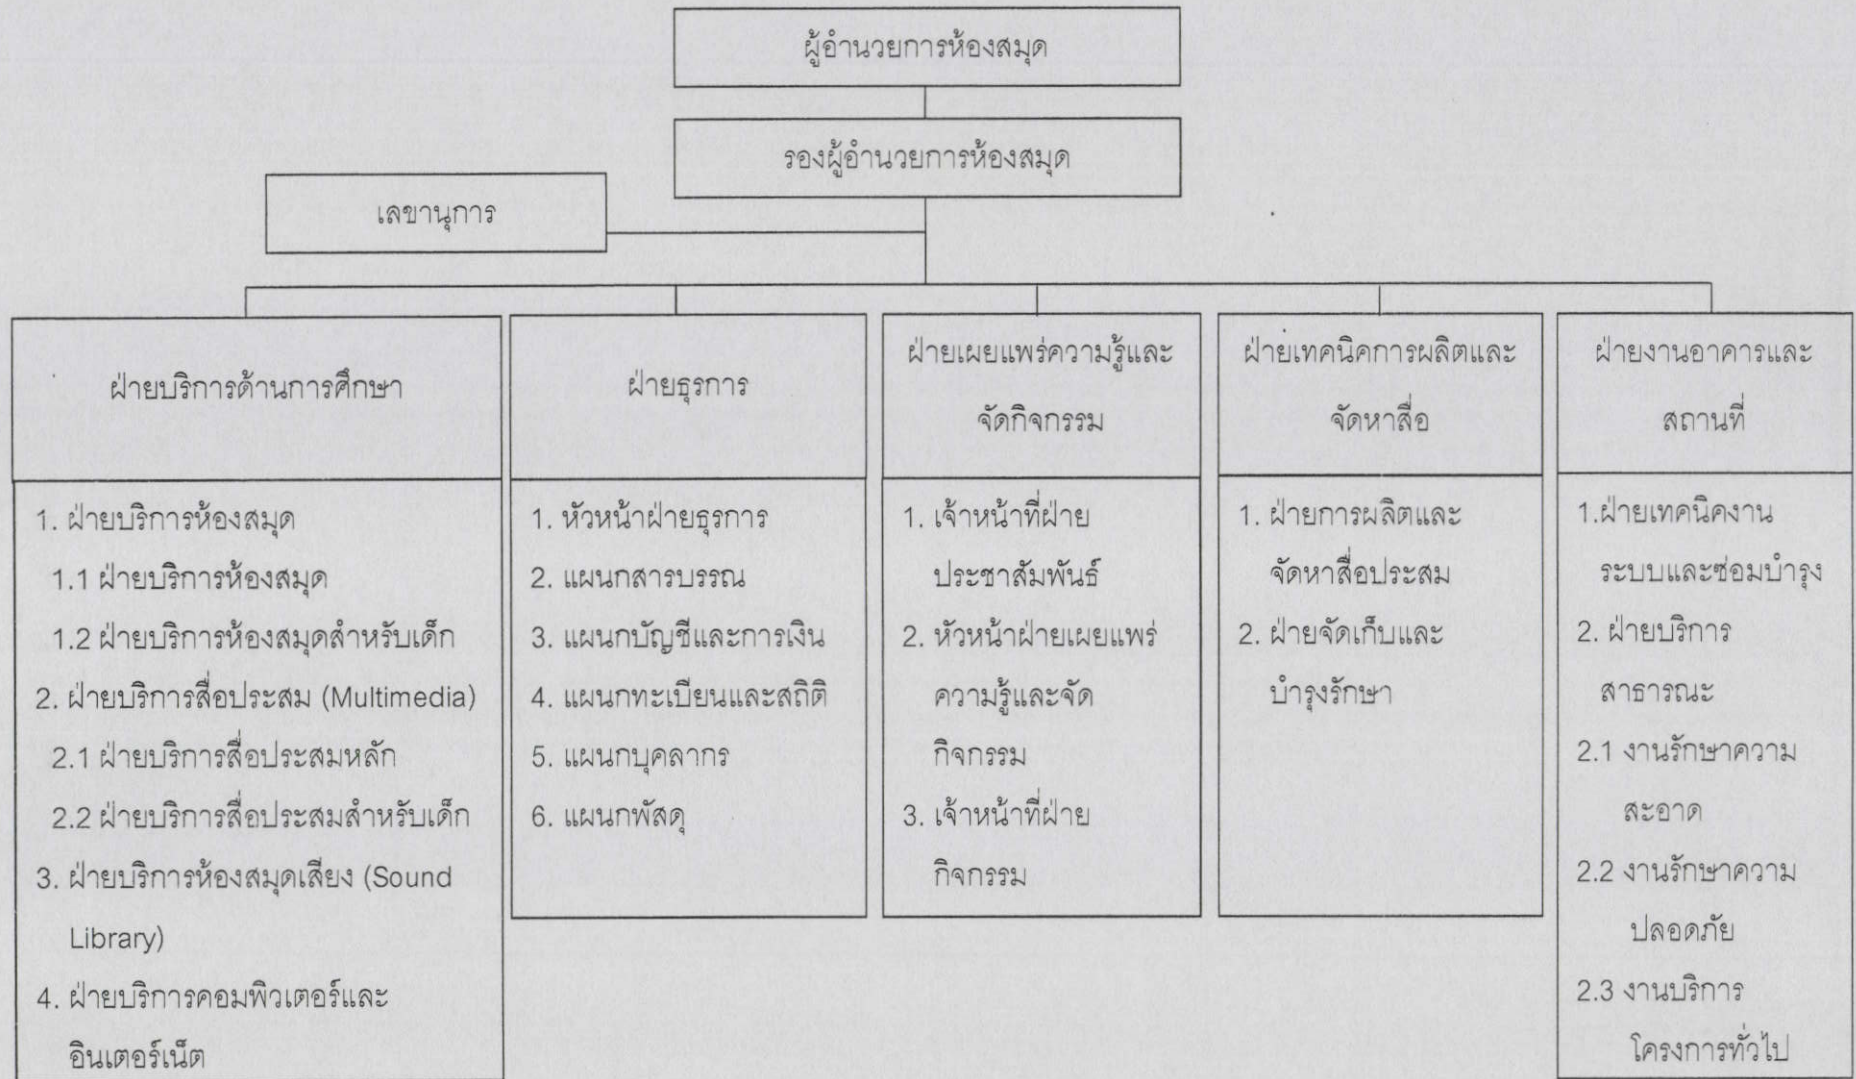 ผู้อำนวยการห้องสมุด
รองผู้อำนวยการห้องสมุด
เลขานุการ
ฝ่ายบริการด้านการศึกษา
1. ฝ่ายบริการห้องสมุด
1.1 ฝ่ายบริการห้องสมุด
1.2 ฝ่ายบริการห้องสมุดสำหรับเด็ก
2. ฝ่ายบริการสื่อประสม (Multimedia)
2.1 ฝ่ายบริการสื่อประสมหลัก
2.2 ฝ่ายบริการสื่อประสมสำหรับเด็ก
3. ฝ่ายบริการห้องสมุดเสียง (Sound
Library)
4. ฝ่ายบริการคอมพิวเตอร์และ
อินเตอร์เน็ต
ฝ่ายธุรการ
1. หัวหน้าฝ่ายธุรการ
2. แผนกสารบรรณ
3. แผนกบัญชีและการเงิน
4. แผนกทะเบียนและสถิติ
5. แผนกบุคลากร
6. แผนกพัสดุ
ฝ่ายเผยแพร่ความรู้และ
จัดกิจกรรม
1. เจ้าหน้าที่ฝ่าย
ประชาสัมพันธ์
2. หัวหน้าฝ่ายเผยแพร่
ความรู้และจัด
กิจกรรม
3. เจ้าหน้าที่ฝ่าย
กิจกรรม
ฝ่ายเทคนิคการผลิตและ
จัดหาสื่อ
1. ฝ่ายการผลิตและ
จัดหาสื่อประสม
2. ฝ่ายจัดเก็บและ
บำรุงรักษา
ฝ่ายงานอาคารและ
สถานที่
1.ฝ่ายเทคนิคงาน
ระบบและซ่อมบำรุง
2. ฝ่ายบริการ
สาธารณะ
2.1 งานรักษาความ
สะอาด
2.2 งานรักษาความ
ปลอดภัย
2.3 งานบริการ
โครงการทั่วไป